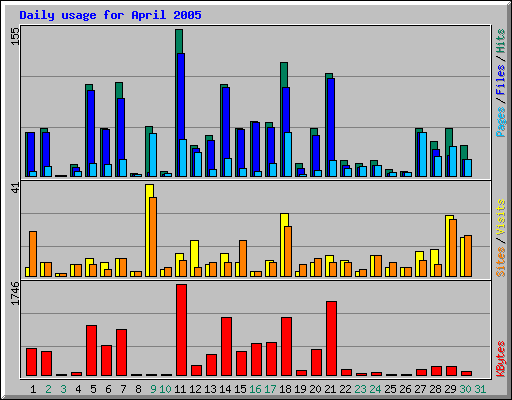 Daily usage for April 2005
155
Pages/Files/Hits
41
Sites/Visits
1746
KBytes
1 2 3 4 5 6 7 8 9 10 11 12 13 14 15 16 17 18 19 20 21 22 23 24 25 26 27 28 29 30 31